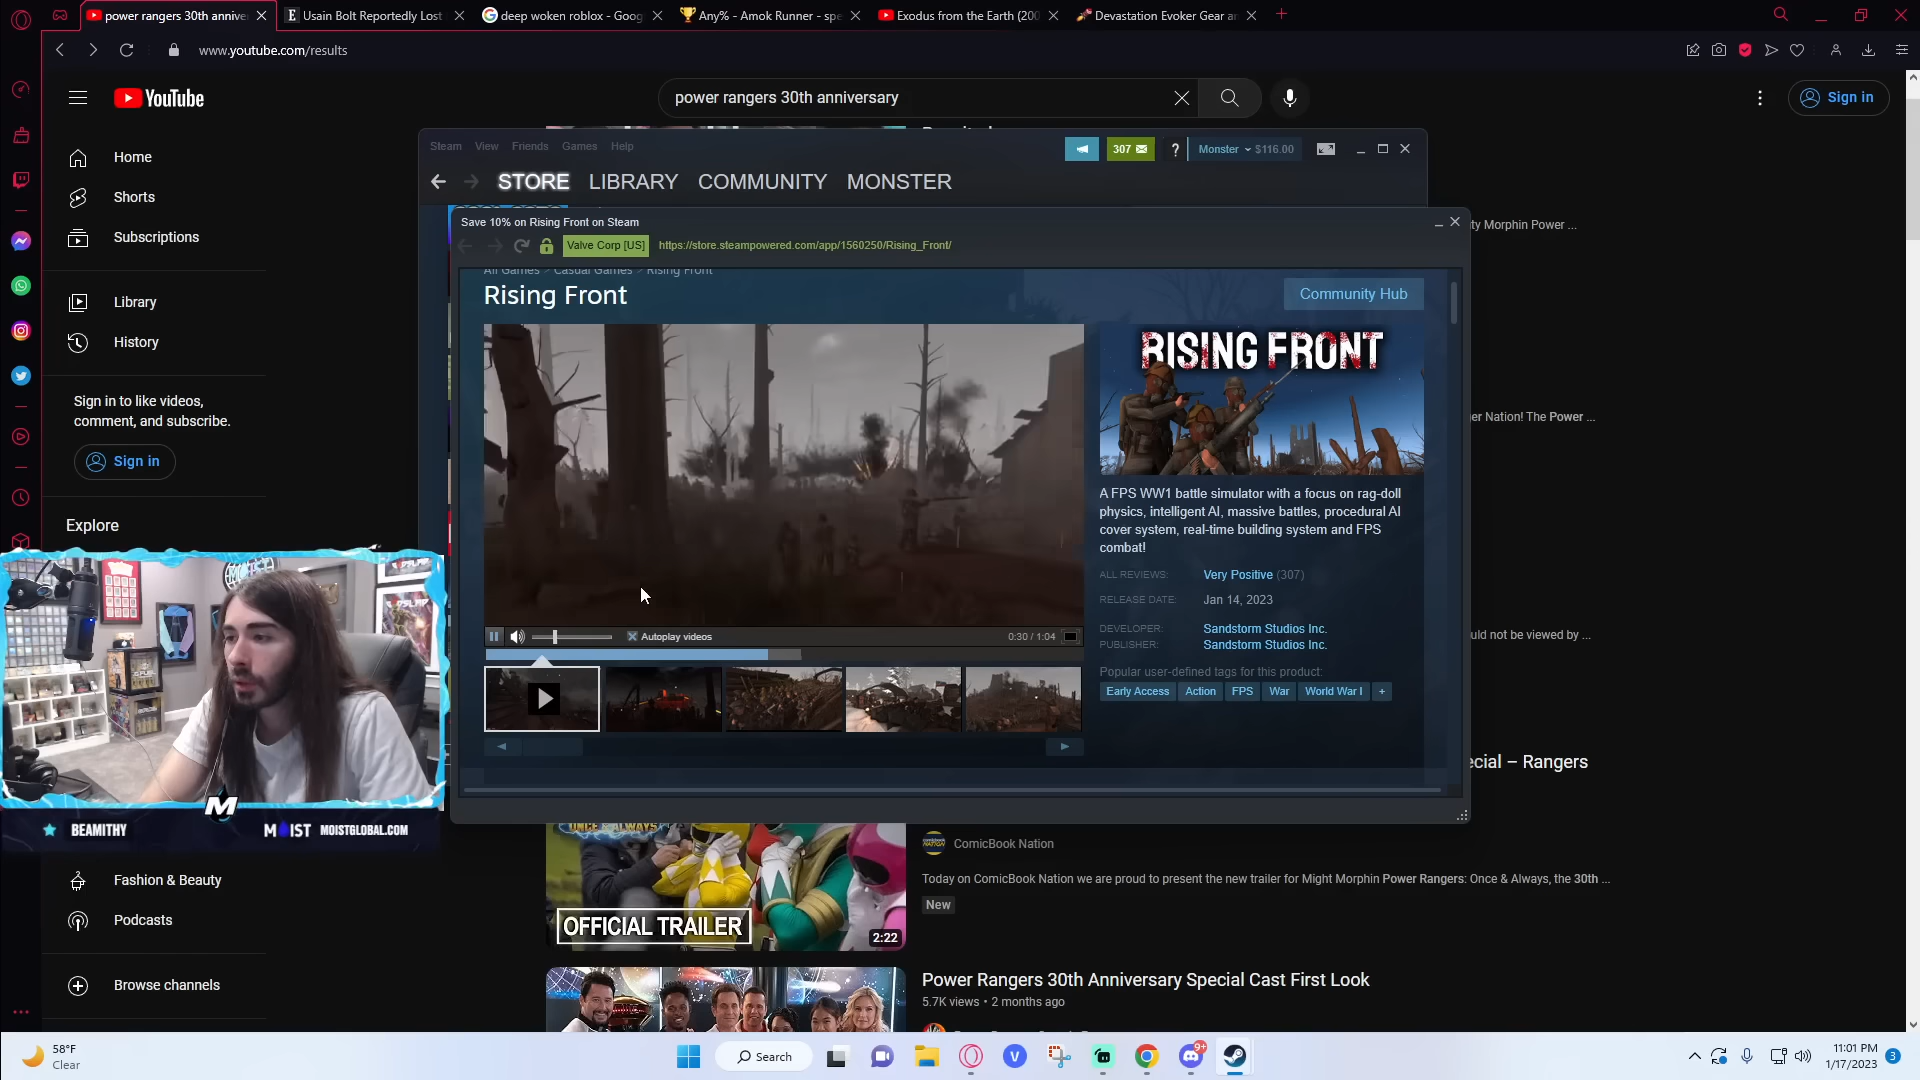 power rangers 30th annive
Usain Bolt Reportedly Lost
deep woken roblox - Goog
Any% - Amok Runner - spe
Exodus from the Earth (200
Devastation Evoker Gear an
www.youtube.com/results
YouTube
power rangers 30th anniversary
Sign in
Home
Shorts
Subscriptions
Library
History
Sign in to like videos,
comment, and subscribe.
Sign in
Explore
Steam View Friends Games Help
307
?
Monster $116.00
STORE LIBRARY COMMUNITY MONSTER
ty Morphin Power ...
Save 10% on Rising Front on Steam
Valve Corp [US]
https://store.steampowered.com/app/1560250/Rising_Front/
All Games > Casual Games > Rising Front
Rising Front
Community Hub
RISING FRONT
A FPS WW1 battle simulator with a focus on rag-doll
physics, intelligent AI, massive battles, procedural AI
cover system, real-time building system and FPS
combat!
ALL REVIEWS: Very Positive (307)
RELEASE DATE: Jan 14, 2023
DEVELOPER: Sandstorm Studios Inc.
PUBLISHER: Sandstorm Studios Inc.
Popular user-defined tags for this product:
Early Access Action FPS War World War I +
Autoplay videos
0:30 / 1:04
er Nation! The Power ...
uld not be viewed by ...
ecial – Rangers
BEAMITHY
M
MOIST
MOISTGLOBAL.COM
Fashion & Beauty
Podcasts
Browse channels
ONCE & ALWAYS
OFFICIAL TRAILER
2:22
ComicBook Nation
Today on ComicBook Nation we are proud to present the new trailer for Might Morphin Power Rangers: Once & Always, the 30th ...
New
Power Rangers 30th Anniversary Special Cast First Look
5.7K views • 2 months ago
58°F
Clear
Search
9+
11:01 PM
1/17/2023
3